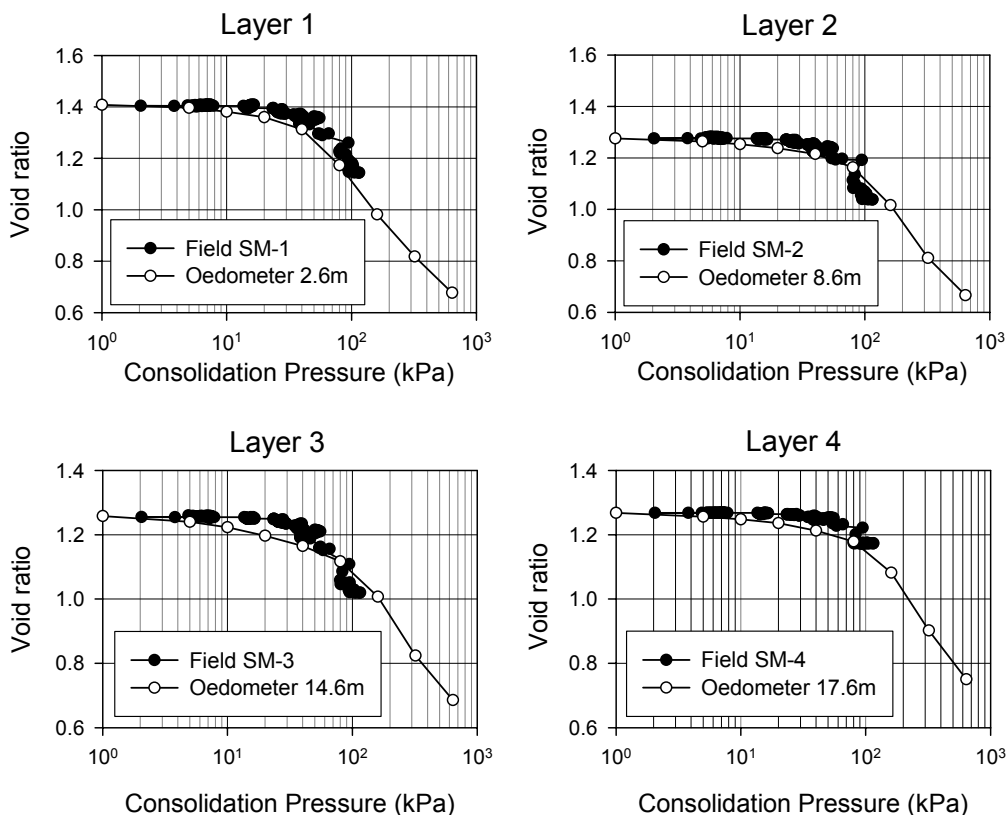 Layer 1
Void ratio
1.6
1.4
1.2
1.0
0.8
0.6
Field SM-1
Oedometer 2.6m
10⁰ 10¹ 10² 10³
Consolidation Pressure (kPa)
Layer 2
Void ratio
1.6
1.4
1.2
1.0
0.8
0.6
Field SM-2
Oedometer 8.6m
10⁰ 10¹ 10² 10³
Consolidation Pressure (kPa)
Layer 3
Void ratio
1.4
1.2
1.0
0.8
0.6
Field SM-3
Oedometer 14.6m
10⁰ 10¹ 10² 10³
Consolidation Pressure (kPa)
Layer 4
Void ratio
1.4
1.2
1.0
0.8
0.6
Field SM-4
Oedometer 17.6m
10⁰ 10¹ 10² 10³
Consolidation Pressure (kPa)